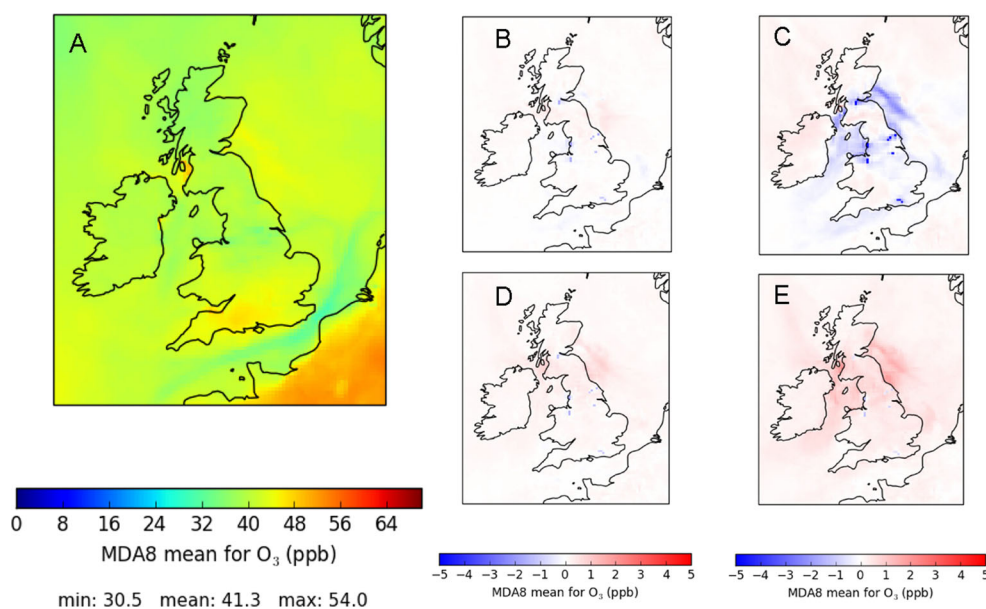 A
B
C
D
E
0 8 16 24 32 40 48 56 64
MDA8 mean for O₃ (ppb)
min: 30.5 mean: 41.3 max: 54.0
−5 −4 −3 −2 −1 0 1 2 3 4 5
MDA8 mean for O₃ (ppb)
−5 −4 −3 −2 −1 0 1 2 3 4 5
MDA8 mean for O₃ (ppb)